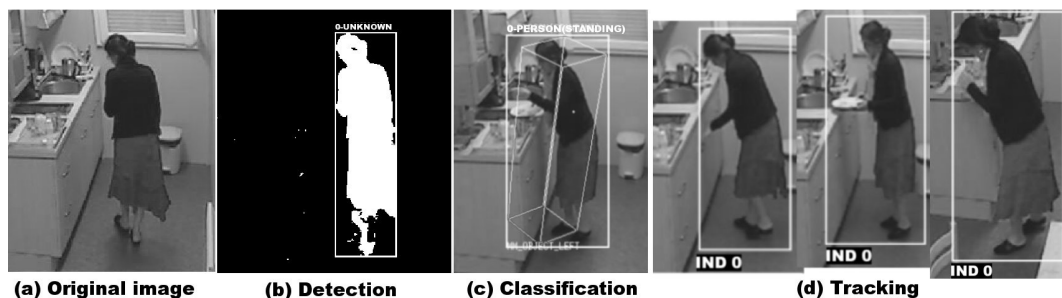 0-UNKNOWN
0-PERSON(STANDING)
IND 0
IND 0
IND 0
(a) Original image
(b) Detection
(c) Classification
(d) Tracking